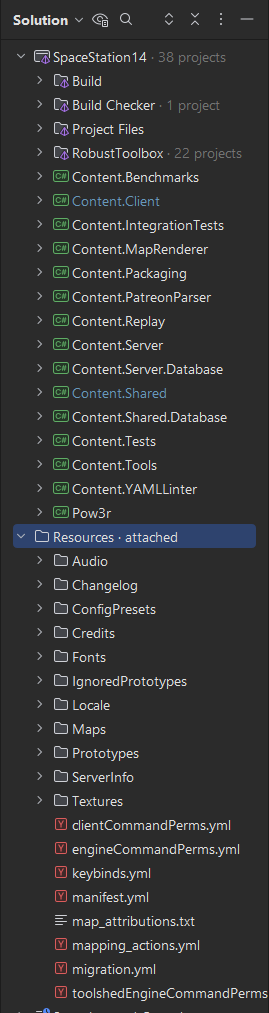 Solution
SpaceStation14 · 38 projects
Build
Build Checker · 1 project
Project Files
RobustToolbox · 22 projects
C# Content.Benchmarks
C# Content.Client
C# Content.IntegrationTests
C# Content.MapRenderer
C# Content.Packaging
C# Content.PatreonParser
C# Content.Replay
C# Content.Server
C# Content.Server.Database
C# Content.Shared
C# Content.Shared.Database
C# Content.Tests
C# Content.Tools
C# Content.YAMLLinter
C# Pow3r
Resources · attached
Audio
Changelog
ConfigPresets
Credits
Fonts
IgnoredPrototypes
Locale
Maps
Prototypes
ServerInfo
Textures
Y clientCommandPerms.yml
Y engineCommandPerms.yml
Y keybinds.yml
Y manifest.yml
map_attributions.txt
Y mapping_actions.yml
Y migration.yml
Y toolshedEngineCommandPerms